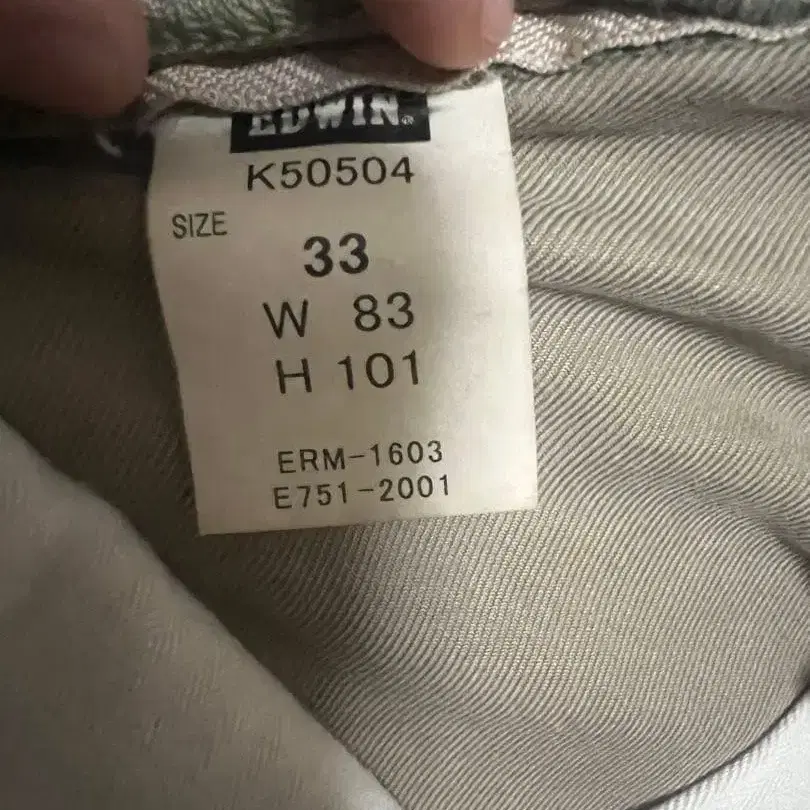 EDWIN®
K50504
SIZE
33
W 83
H 101
ERM-1603
E751-2001